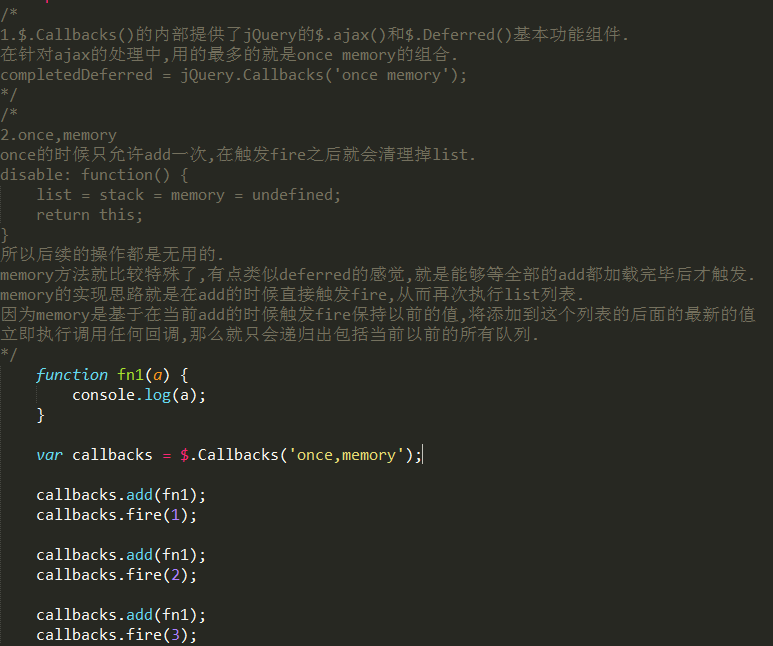 /*
1.$.Callbacks()的内部提供了jQuery的$.ajax()和$.Deferred()基本功能组件.
在针对ajax的处理中,用的最多的就是once memory的组合.
completedDeferred = jQuery.Callbacks('once memory');
*/
/*
2.once,memory
once的时候只允许add一次,在触发fire之后就会清理掉list.
disable: function() {
    list = stack = memory = undefined;
    return this;
}
所以后续的操作都是无用的.
memory方法就比较特殊了,有点类似deferred的感觉,就是能够等全部的add都加载完毕后才触发.
memory的实现思路就是在add的时候直接触发fire,从而再次执行list列表.
因为memory是基于在当前add的时候触发fire保持以前的值,将添加到这个列表的后面的最新的值
立即执行调用任何回调,那么就只会递归出包括当前以前的所有队列.
*/
    function fn1(a) {
        console.log(a);
    }
    var callbacks = $.Callbacks('once,memory');
    callbacks.add(fn1);
    callbacks.fire(1);
    callbacks.add(fn1);
    callbacks.fire(2);
    callbacks.add(fn1);
    callbacks.fire(3);